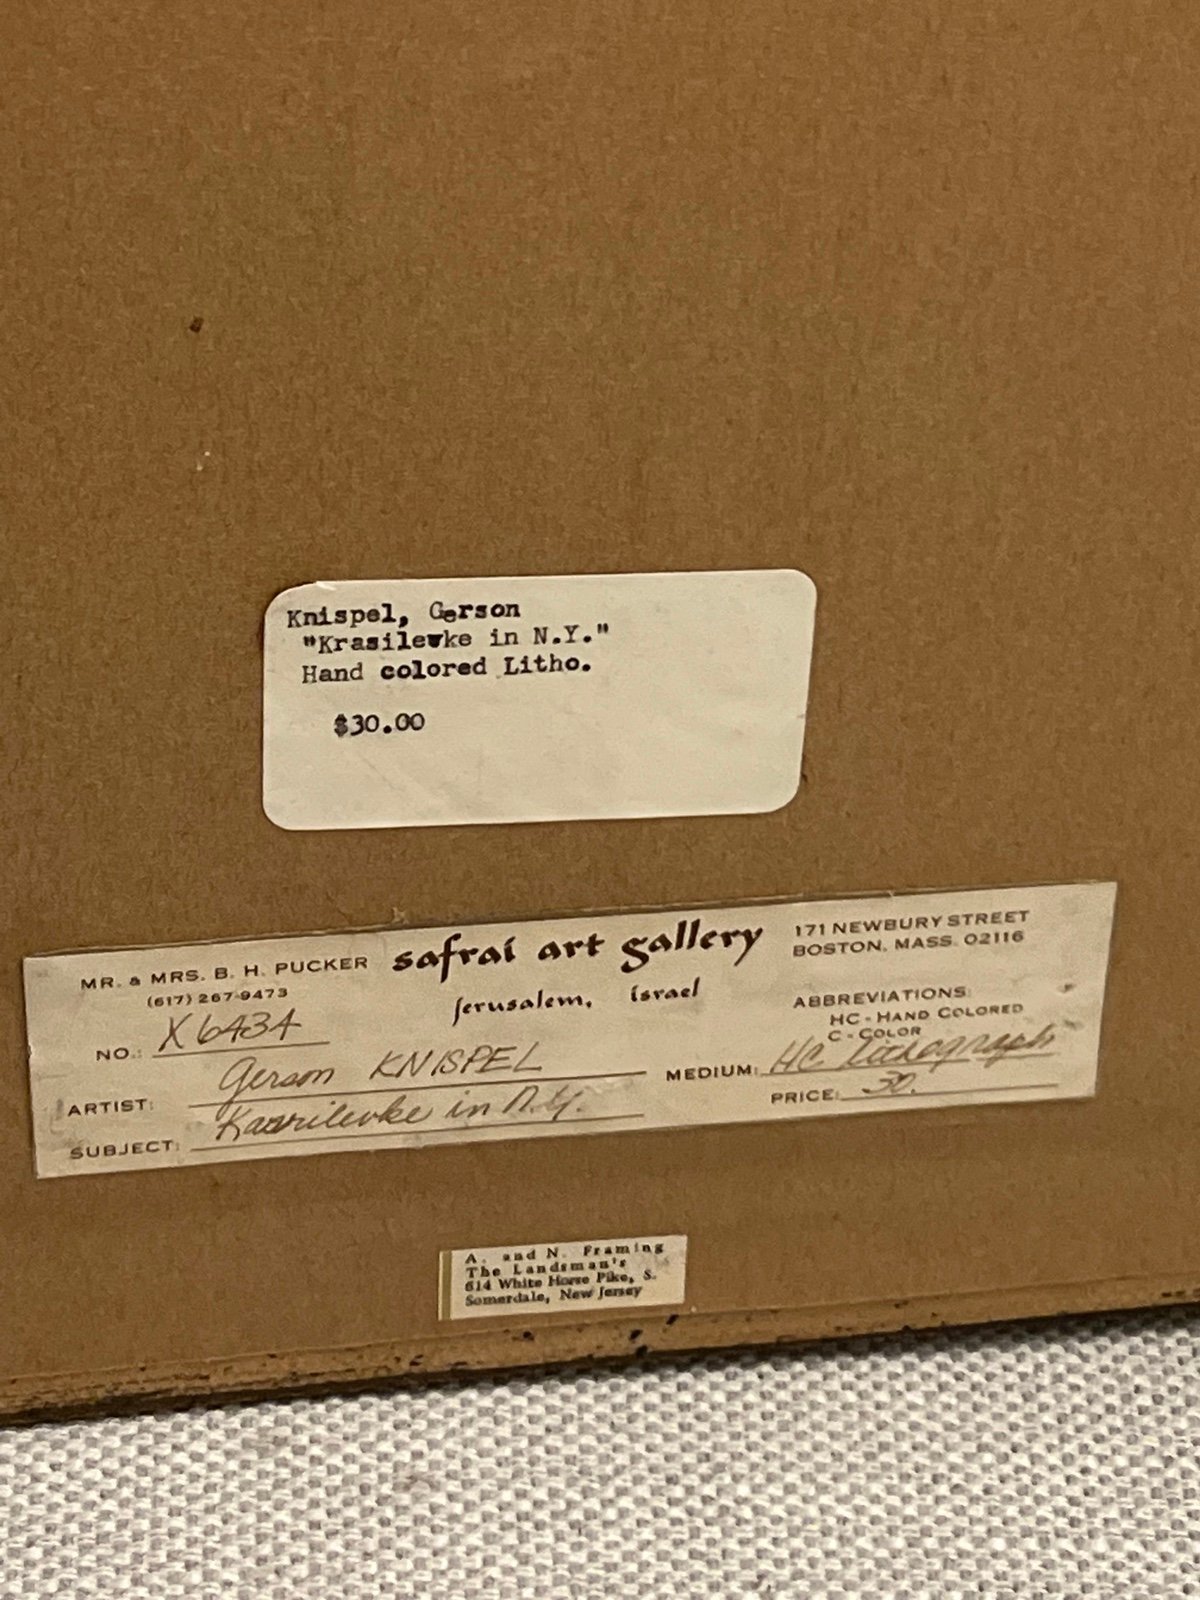 Knispel, Gerson
"Krasilevke in N.Y."
Hand colored Litho.
$30.00
MR. & MRS. B. H. PUCKER
(617) 267-9473
safrai art gallery
jerusalem, israel
171 NEWBURY STREET
BOSTON, MASS. 02116
ABBREVIATIONS:
HC - HAND COLORED
C - COLOR
NO.: X6434
ARTIST: Gerson KNISPEL
SUBJECT: Kasrilevke in N.Y.
MEDIUM: HC lithograph
PRICE: 30.
A. and N. Framing
The Landsman's
614 White Horse Pike, S.
Somerdale, New Jersey